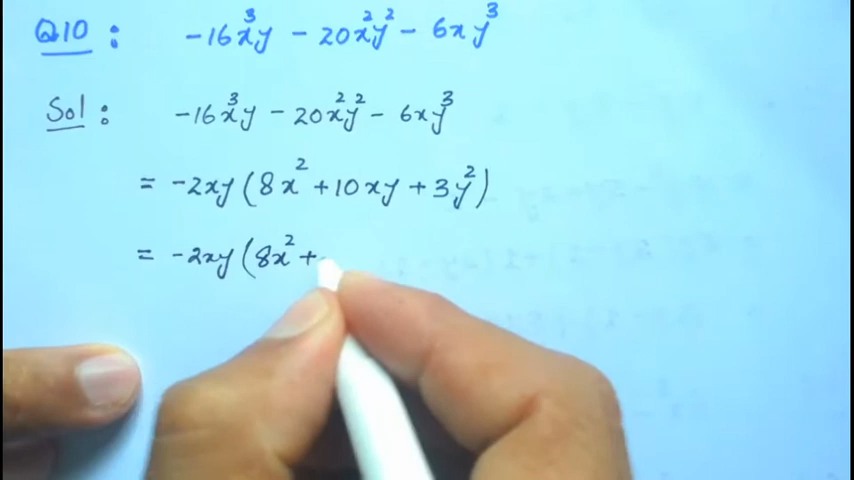 Q10 : -16x³y - 20x²y² - 6xy³
Sol : -16x³y - 20x²y² - 6xy³
= -2xy(8x² + 10xy + 3y²)
= -2xy(8x² +